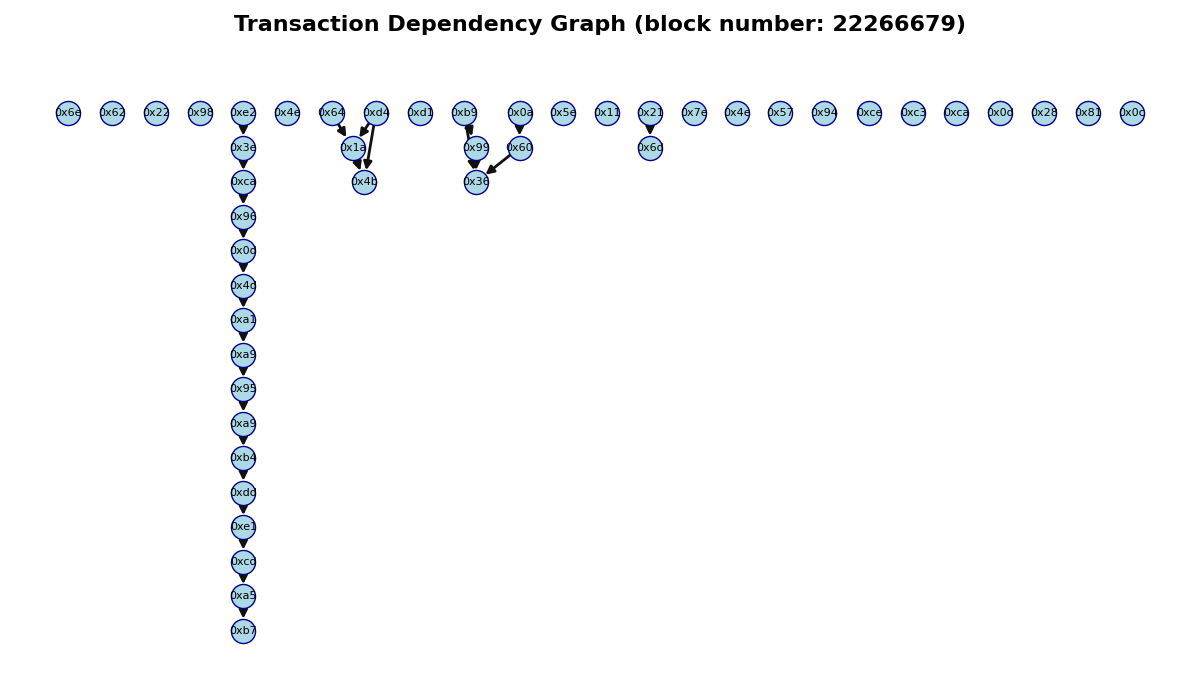 Transaction Dependency Graph (block number: 22266679)
0x6e 0x62 0x22 0x98 0xe2 0x4e 0x64 0xd4 0xd1 0xb9 0x0a 0x5e 0x11 0x21 0x7e 0x4e 0x57 0x94 0xce 0xc3 0xca 0x0d 0x28 0x81 0x0c
0x3e 0x1a 0x99 0x60 0x6d
0xca 0x4b 0x36
0x96
0x0d
0x4d
0xa1
0xa9
0x95
0xa9
0xb4
0xdd
0xe1
0xcd
0xa5
0xb7